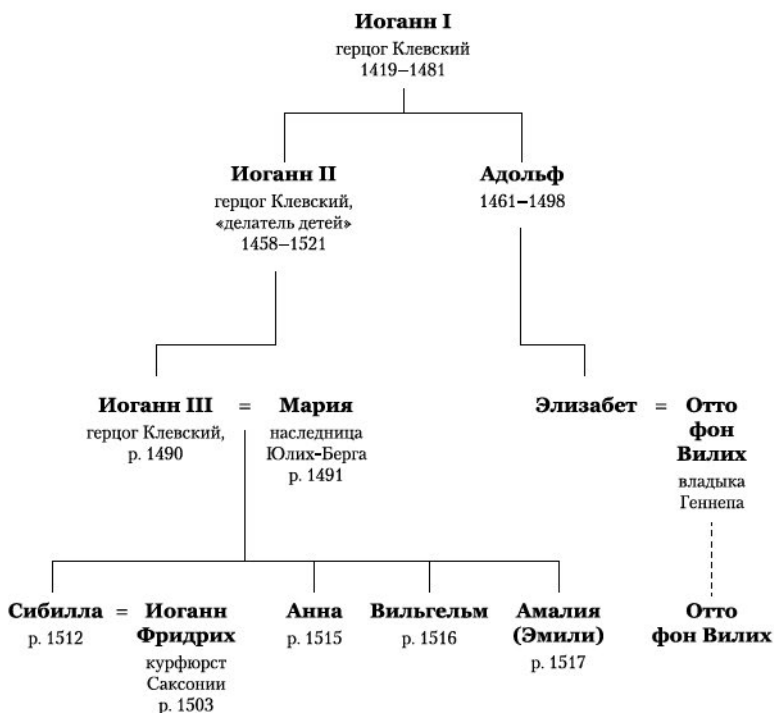 Иоганн I
герцог Клевский
1419–1481
Иоганн II
герцог Клевский,
«делатель детей»
1458–1521
Адольф
1461–1498
Иоганн III = Мария
герцог Клевский,
р. 1490
наследница
Юлих-Берга
р. 1491
Элизабет = Отто
фон
Вилих
владыка
Геннепа
Сибилла = Иоганн
Фридрих
р. 1512
курфюрст
Саксонии
р. 1503
Анна
р. 1515
Вильгельм
р. 1516
Амалия
(Эмили)
р. 1517
Отто
фон Вилих